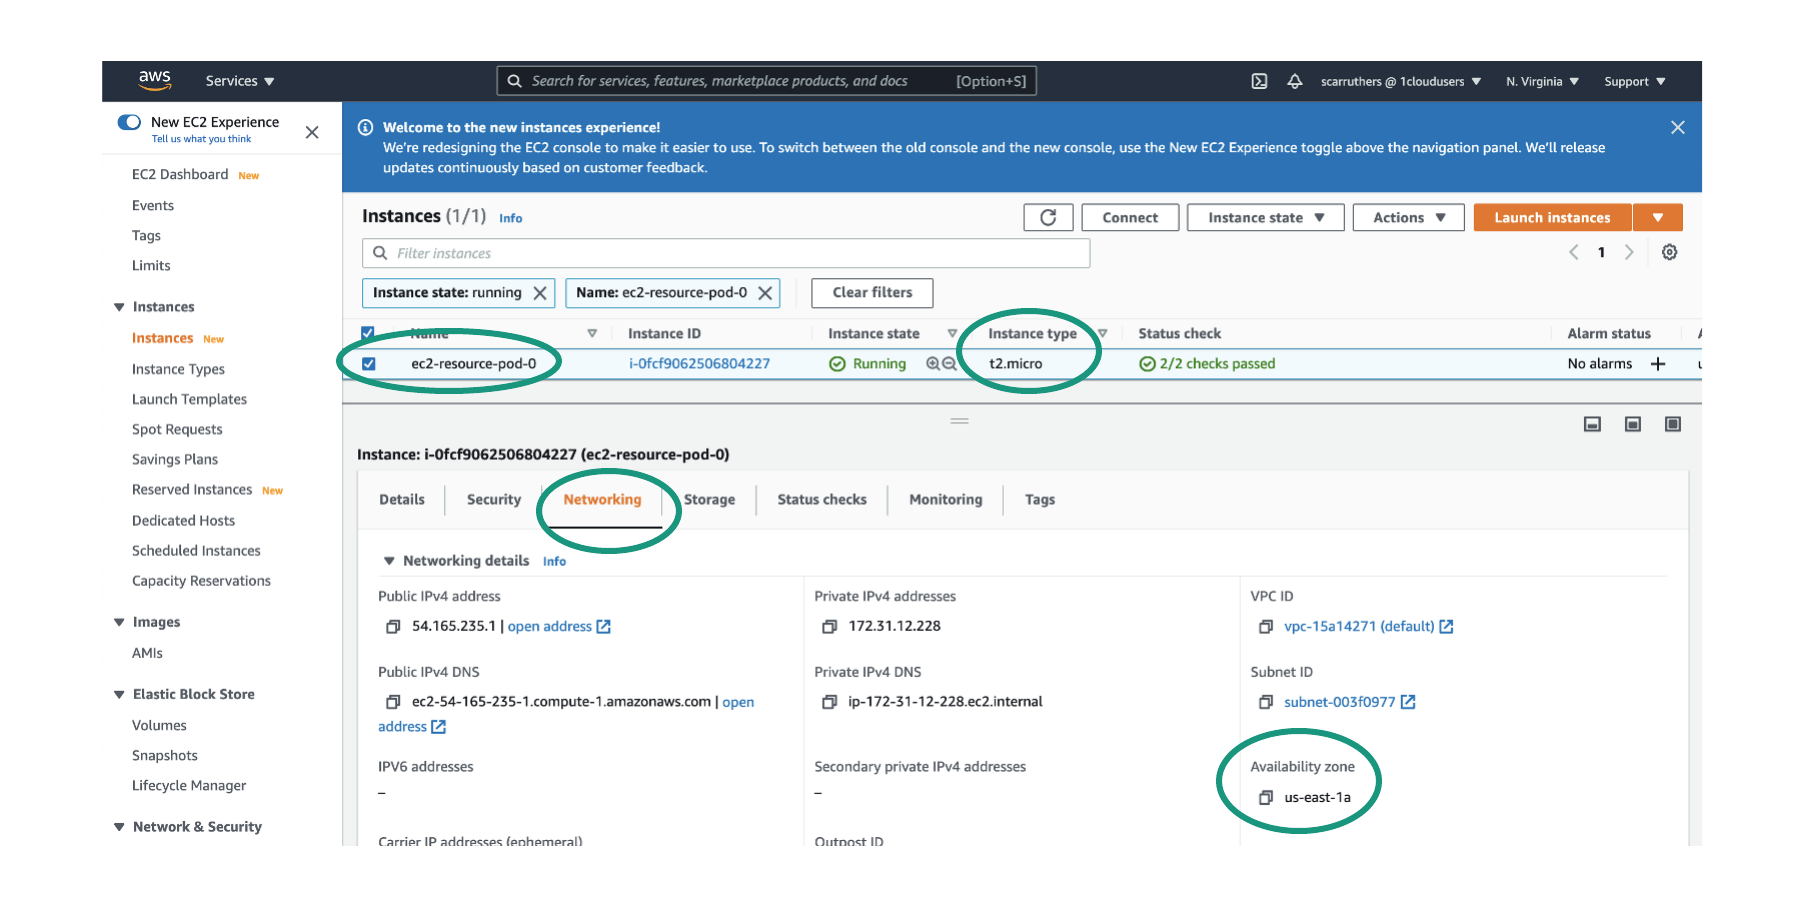 aws
Services
Search for services, features, marketplace products, and docs [Option+S]
scarruthers @ 1cloudusers
N. Virginia
Support
New EC2 Experience
Tell us what you think
EC2 Dashboard New
Events
Tags
Limits
Instances
Instances New
Instance Types
Launch Templates
Spot Requests
Savings Plans
Reserved Instances New
Dedicated Hosts
Scheduled Instances
Capacity Reservations
Images
AMIs
Elastic Block Store
Volumes
Snapshots
Lifecycle Manager
Network & Security
Welcome to the new instances experience!
We're redesigning the EC2 console to make it easier to use. To switch between the old console and the new console, use the New EC2 Experience toggle above the navigation panel. We'll release
updates continuously based on customer feedback.
Instances (1/1) Info
Connect
Instance state
Actions
Launch instances
Filter instances
1
Instance state: running
Name: ec2-resource-pod-0
Clear filters
Name Instance ID Instance state Instance type Status check Alarm status
ec2-resource-pod-0 i-0fcf9062506804227 Running t2.micro 2/2 checks passed No alarms
Instance: i-0fcf9062506804227 (ec2-resource-pod-0)
Details Security Networking Storage Status checks Monitoring Tags
Networking details Info
Public IPv4 address
54.165.235.1 | open address
Private IPv4 addresses
172.31.12.228
VPC ID
vpc-15a14271 (default)
Public IPv4 DNS
ec2-54-165-235-1.compute-1.amazonaws.com | open
address
Private IPv4 DNS
ip-172-31-12-228.ec2.internal
Subnet ID
subnet-003f0977
IPV6 addresses
–
Secondary private IPv4 addresses
–
Availability zone
us-east-1a
Carrier IP addresses (ephemeral)
Outpost ID